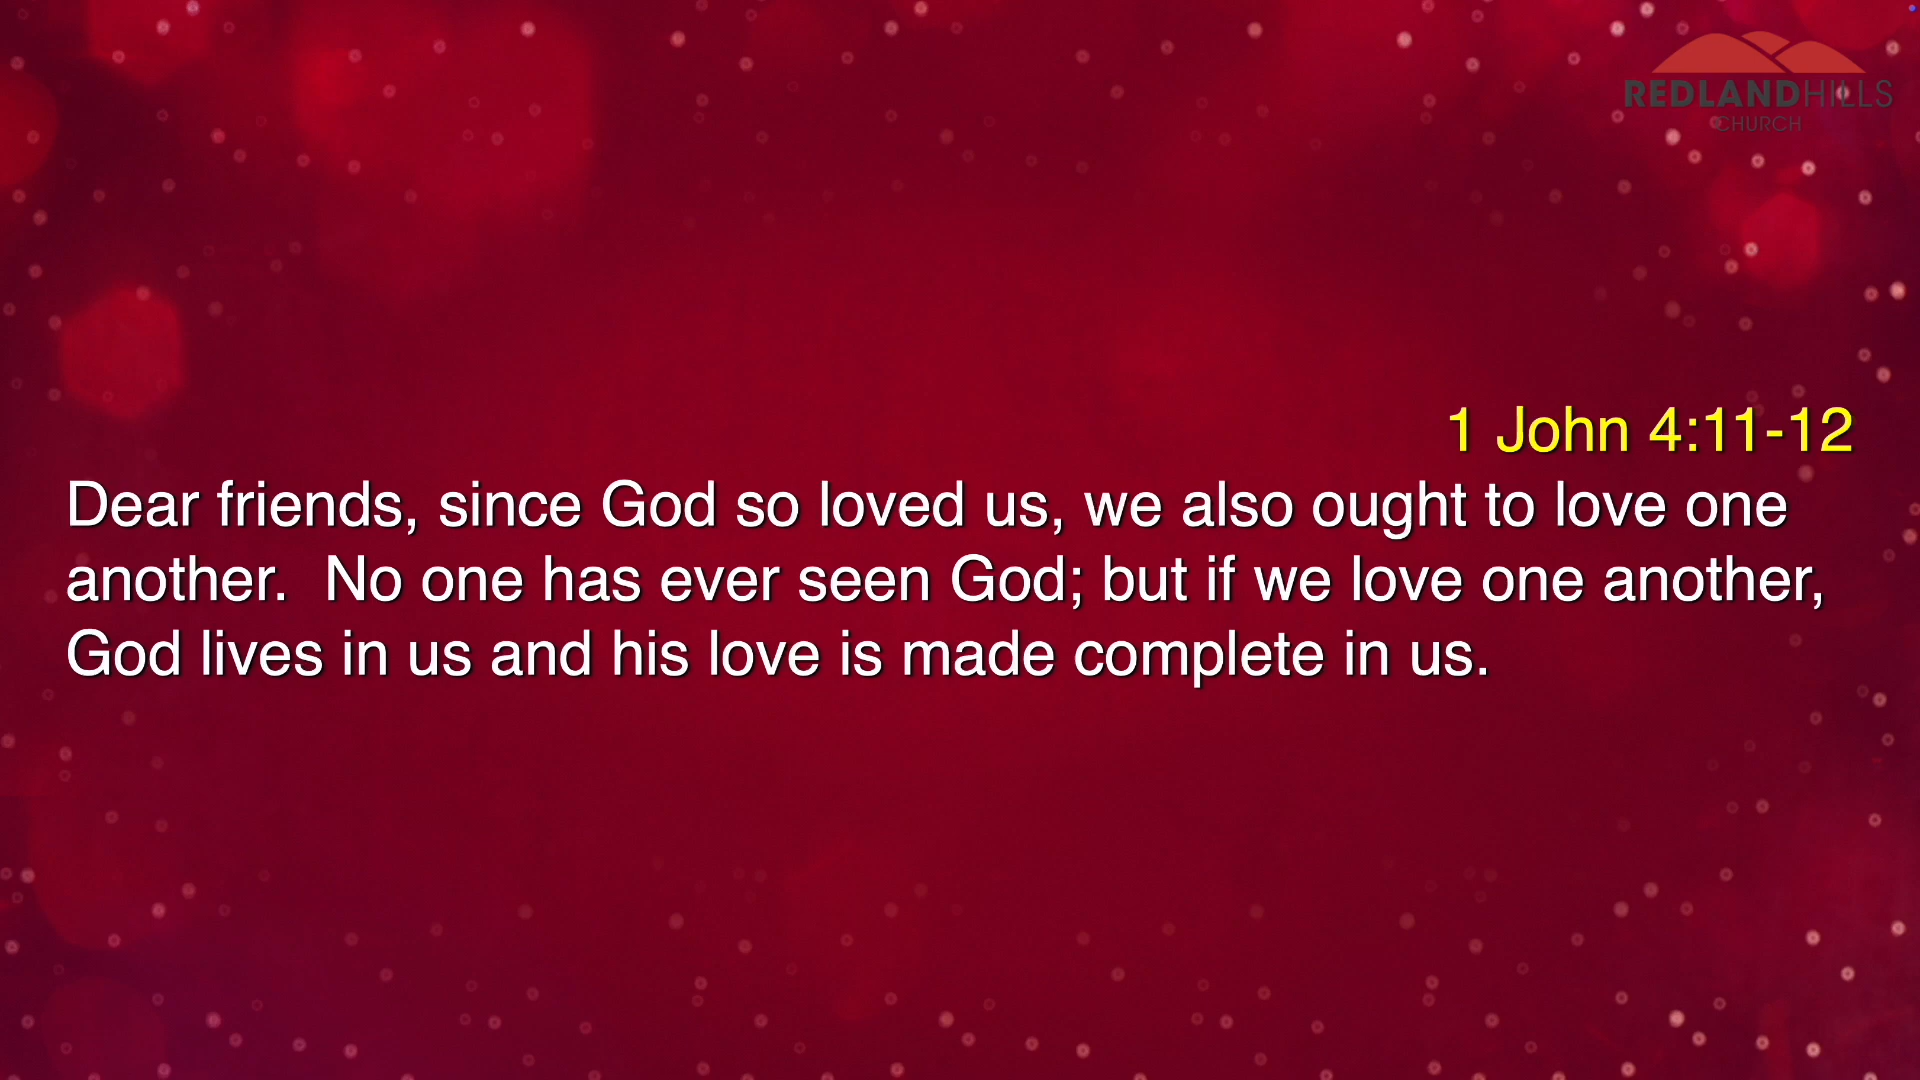 REDLANDHILLS
CHURCH
1 John 4:11-12
Dear friends, since God so loved us, we also ought to love one
another.  No one has ever seen God; but if we love one another,
God lives in us and his love is made complete in us.